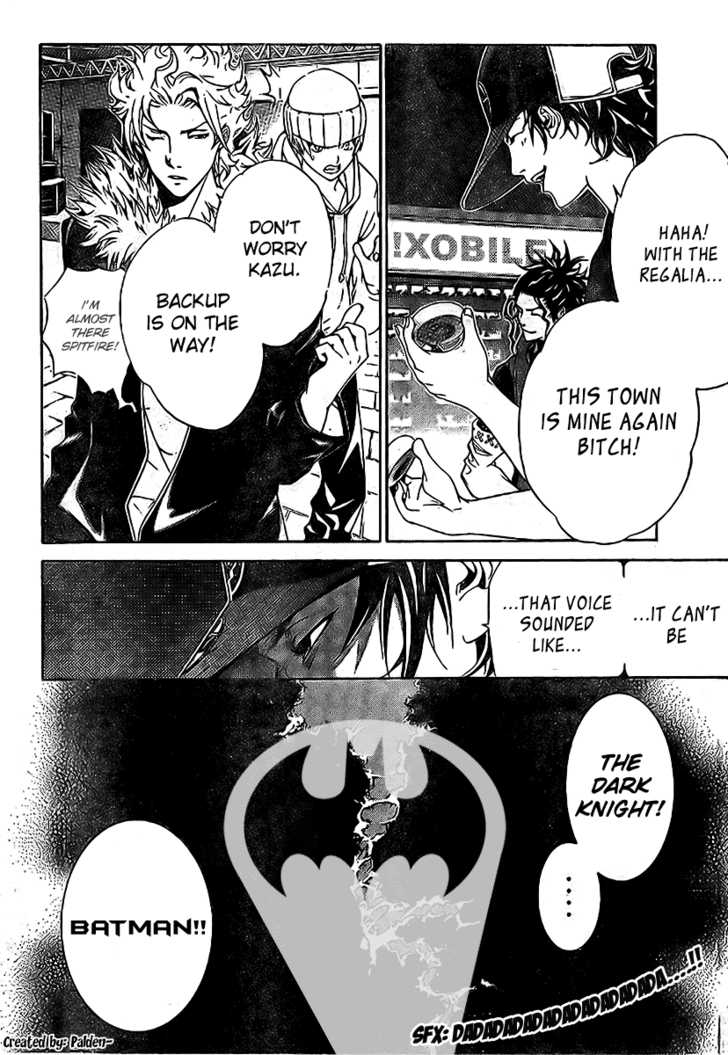 HAHA!
WITH THE
REGALIA...
!XOBILE
THIS TOWN
IS MINE AGAIN
BITCH!
DON'T
WORRY
KAZU.
BACKUP
IS ON THE
WAY!
I'M
ALMOST
THERE
SPITFIRE!
...IT CAN'T
BE
...THAT VOICE
SOUNDED
LIKE...
THE
DARK
KNIGHT!
....
BATMAN!!
SFX: DADADADADADADADADADA....!!
Created by: Palden~